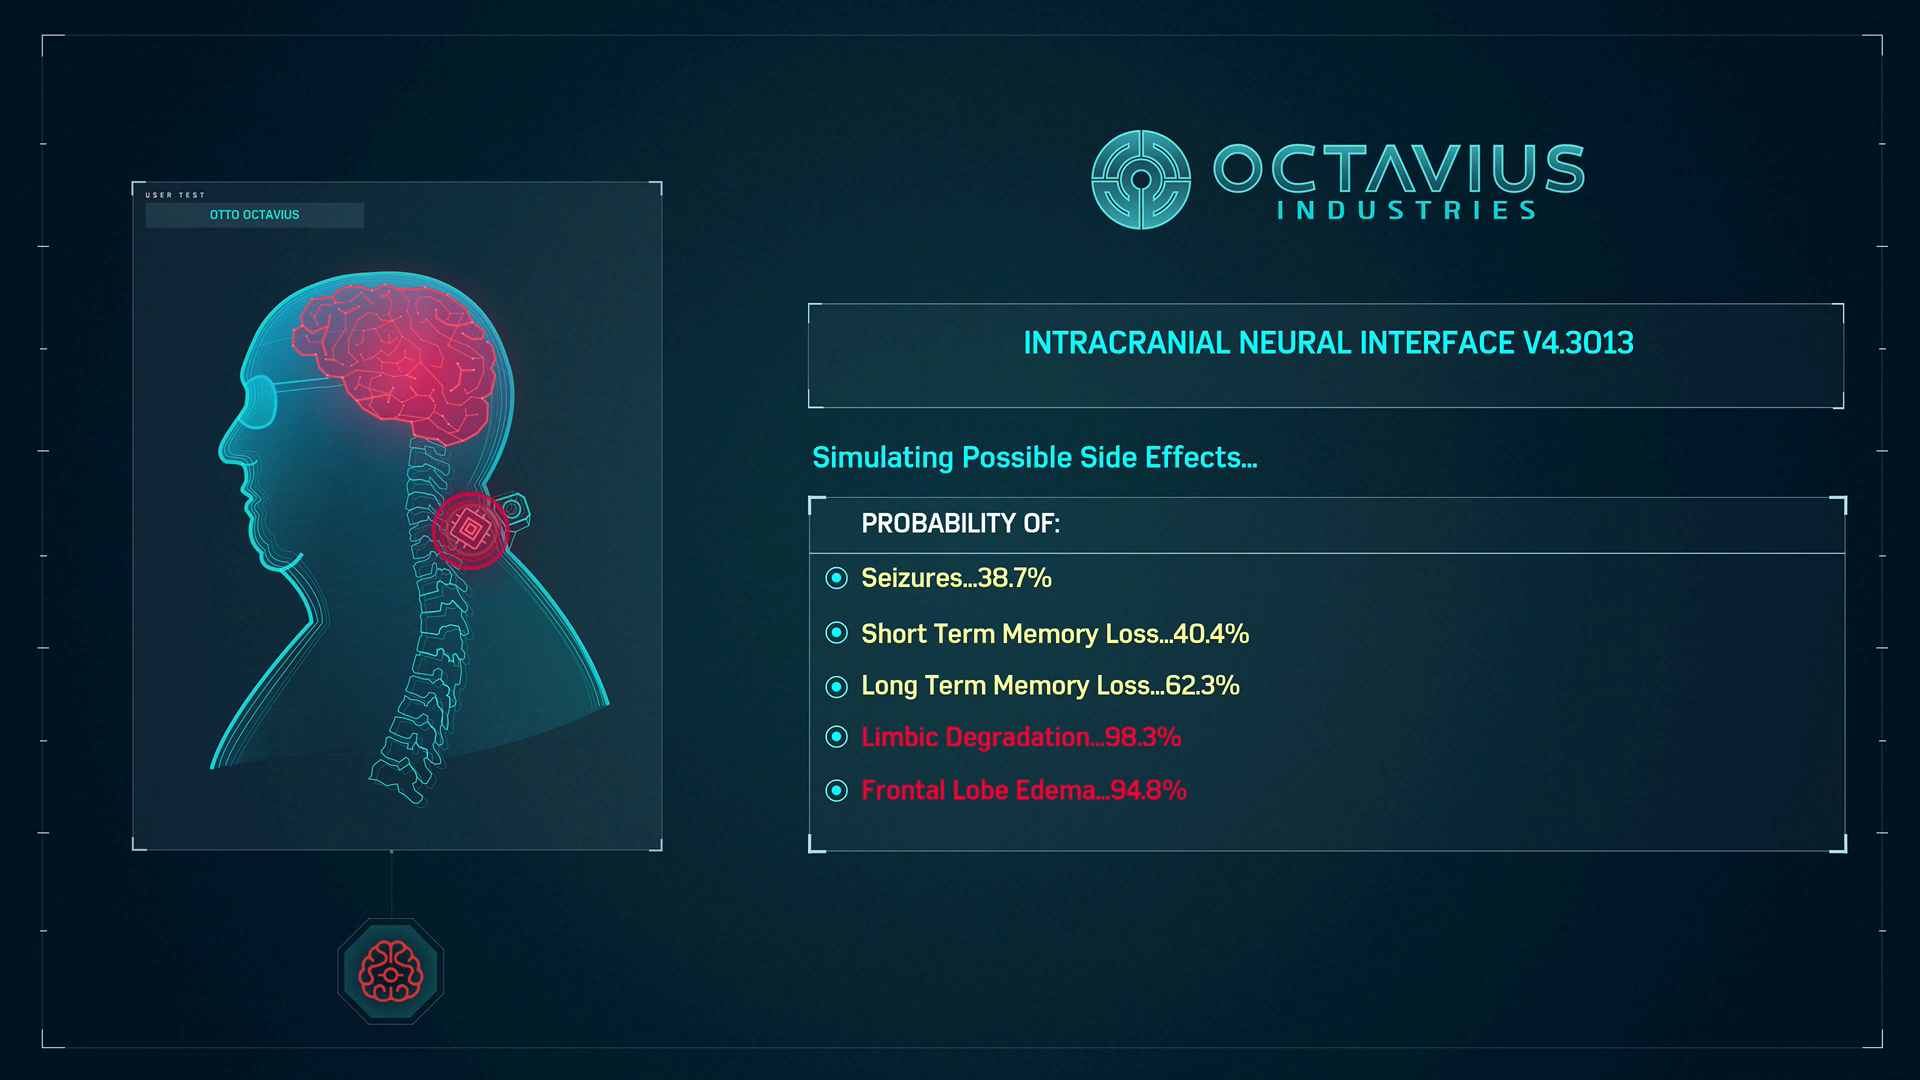 USER TEST
OTTO OCTAVIUS
OCTAVIUS
INDUSTRIES
INTRACRANIAL NEURAL INTERFACE V4.3013
Simulating Possible Side Effects...
PROBABILITY OF:
Seizures...38.7%
Short Term Memory Loss...40.4%
Long Term Memory Loss...62.3%
Limbic Degradation...98.3%
Frontal Lobe Edema...94.8%